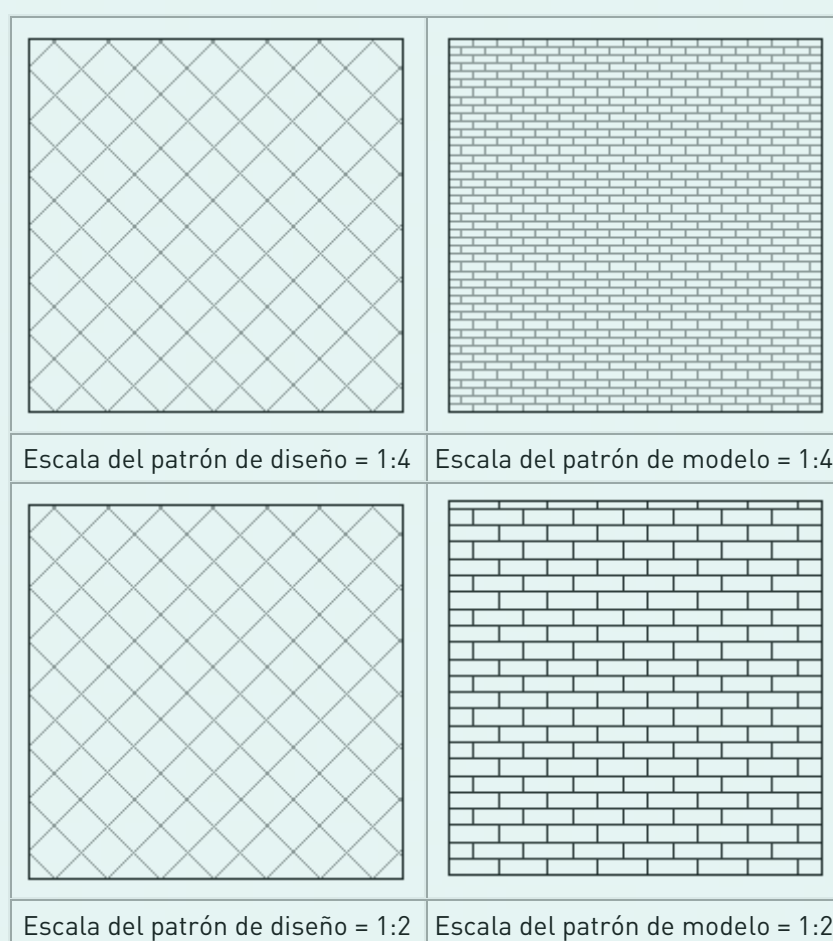 Escala del patrón de diseño = 1:4
Escala del patrón de modelo = 1:4
Escala del patrón de diseño = 1:2
Escala del patrón de modelo = 1:2